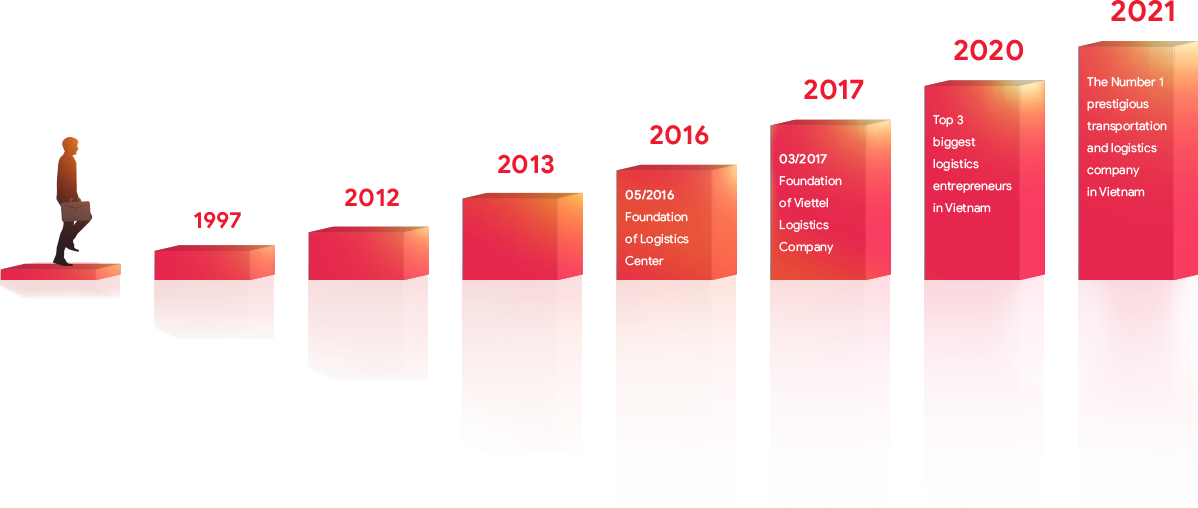 1997
2012
2013
2016
05/2016
Foundation
of Logistics
Center
2017
03/2017
Foundation
of Viettel
Logistics
Company
2020
Top 3
biggest
logistics
entrepreneurs
in Vietnam
2021
The Number 1
prestigious
transportation
and logistics
company
in Vietnam